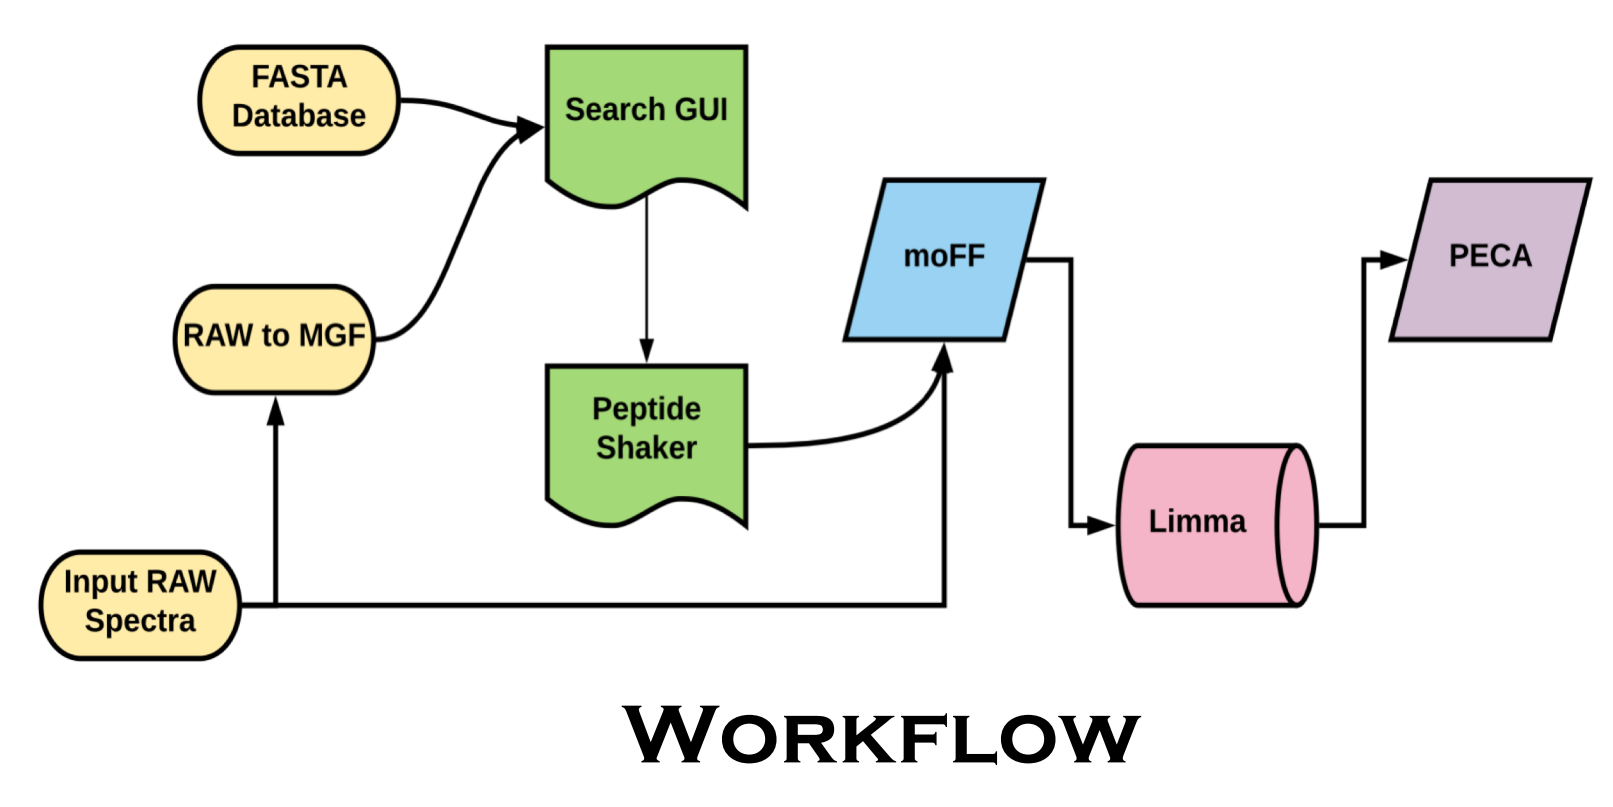 FASTA
Database
Search GUI
moFF
PECA
RAW to MGF
Peptide
Shaker
Limma
Input RAW
Spectra
WORKFLOW